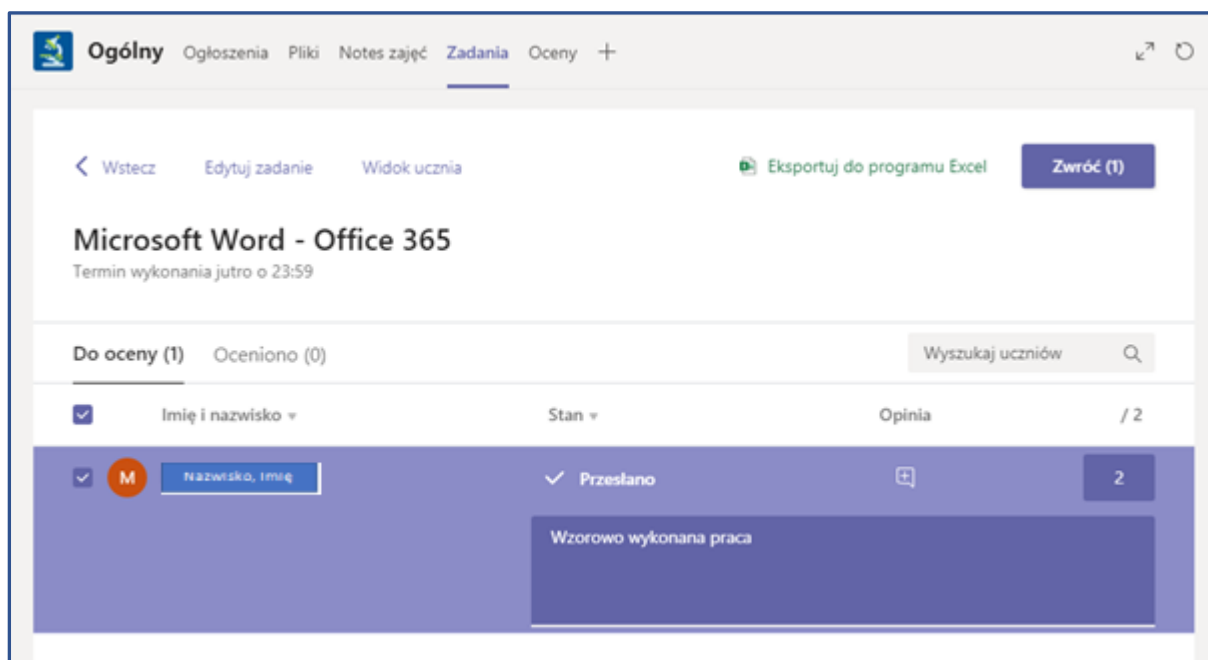 Ogólny Ogłoszenia Pliki Notes zajęć Zadania Oceny
Wstecz Edytuj zadanie Widok ucznia Eksportuj do programu Excel Zwróć (1)
Microsoft Word - Office 365
Termin wykonania jutro o 23:59
Do oceny (1) Oceniono (0) Wyszukaj uczniów
Imię i nazwisko Stan Opinia / 2
M Nazwisko, Imię Przesłano 2
Wzorowo wykonana praca